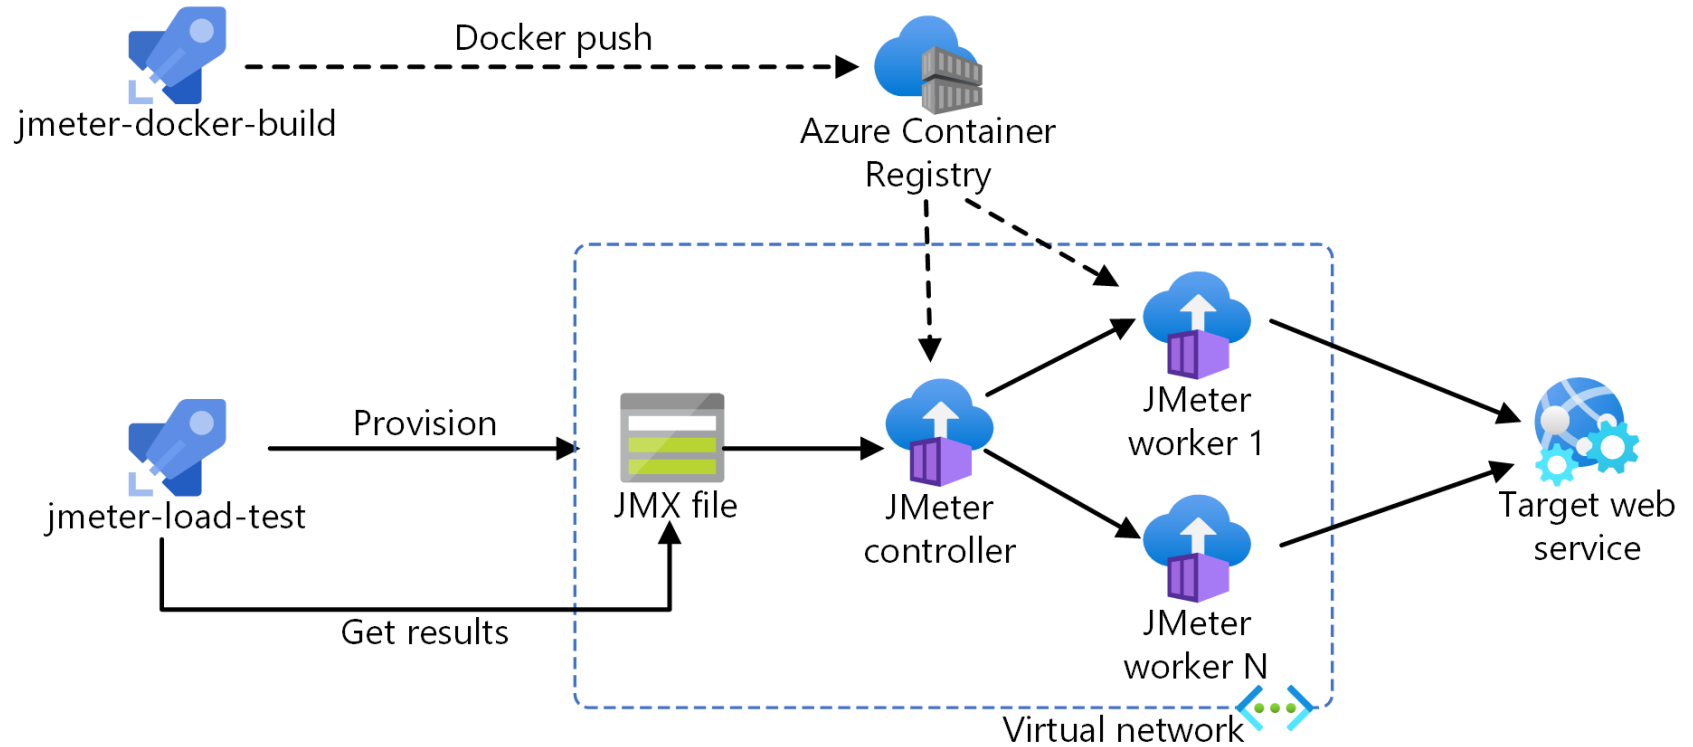 Docker push
jmeter-docker-build
Azure Container
Registry
Provision
jmeter-load-test
Get results
JMX file
JMeter
controller
JMeter
worker 1
JMeter
worker N
Target web
service
Virtual network